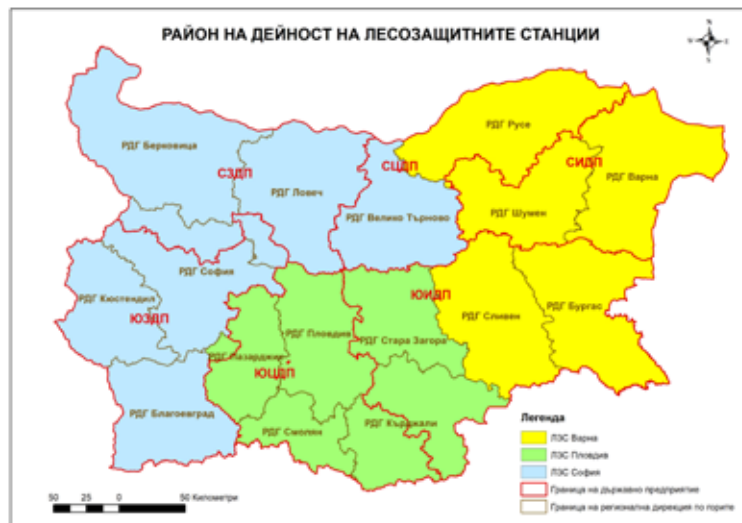 РАЙОН НА ДЕЙНОСТ НА ЛЕСОЗАЩИТНИТЕ СТАНЦИИ
N
W E
S
РДГ Русе
РДГ Берковица
СЗДП
РДГ Ловеч
СЦДП
СИДП
РДГ Варна
РДГ Велико Търново
РДГ Шумен
РДГ София
РДГ Кюстендил
ЮЗДП
РДГ Пловдив
ЮИДП
РДГ Сливен
РДГ Бургас
РДГ Стара Загора
РДГ Пазарджик
ЮЦДП
РДГ Благоевград
РДГ Смолян
РДГ Кърджали
Легенда
ЛЗС Варна
ЛЗС Пловдив
ЛЗС София
Граница на държавно предприятие
Граница на регионална дирекция по горите
50 25 0 50 Километри